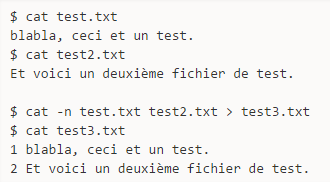 $ cat test.txt
blabla, ceci et un test.
$ cat test2.txt
Et voici un deuxième fichier de test.

$ cat -n test.txt test2.txt > test3.txt
$ cat test3.txt
1 blabla, ceci et un test.
2 Et voici un deuxième fichier de test.